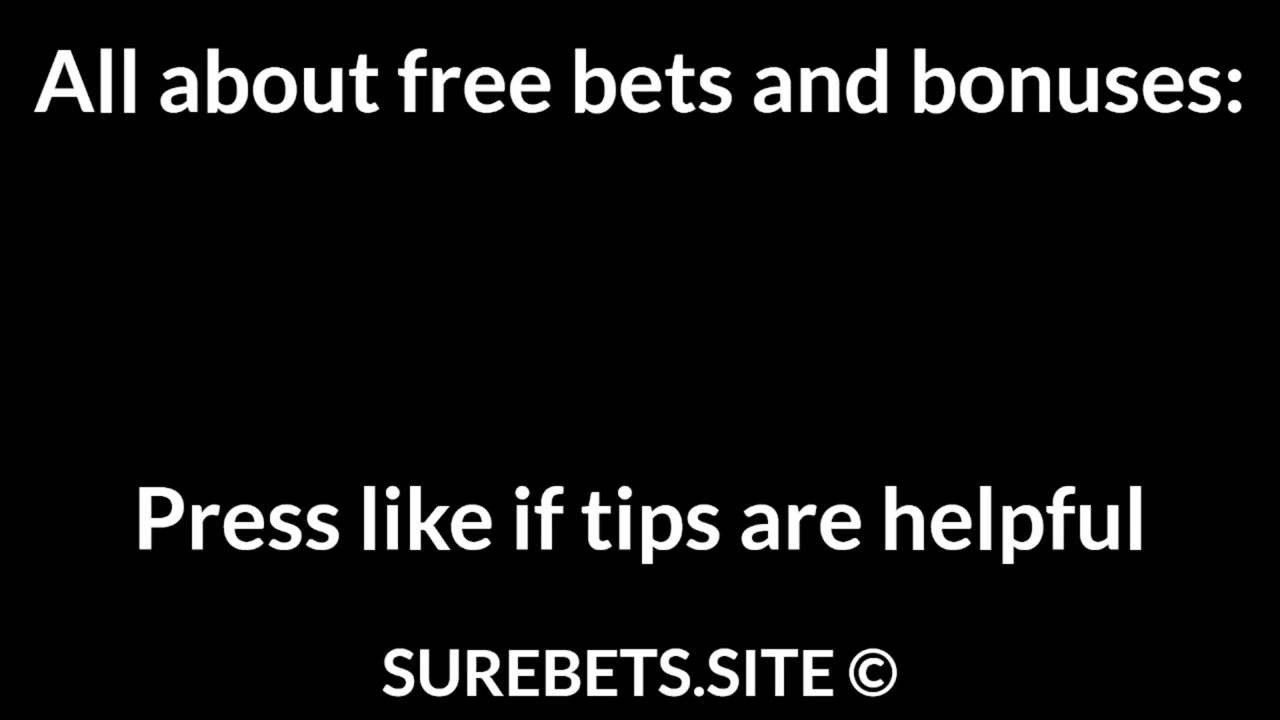 All about free bets and bonuses:
Press like if tips are helpful
SUREBETS.SITE ©